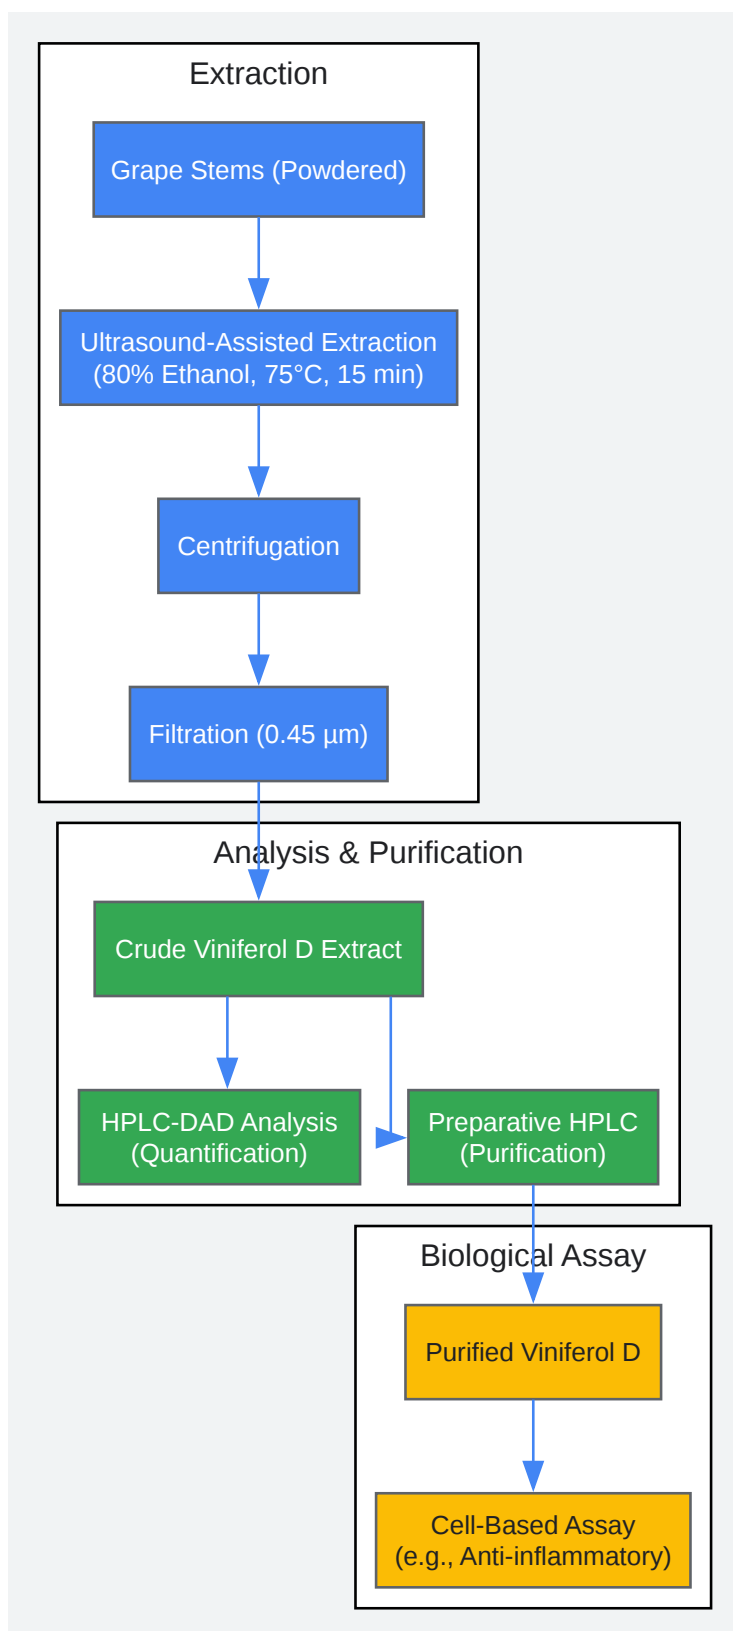 Extraction
Grape Stems (Powdered)
Ultrasound-Assisted Extraction
(80% Ethanol, 75°C, 15 min)
Centrifugation
Filtration (0.45 µm)
Analysis & Purification
Crude Viniferol D Extract
HPLC-DAD Analysis
(Quantification)
Preparative HPLC
(Purification)
Biological Assay
Purified Viniferol D
Cell-Based Assay
(e.g., Anti-inflammatory)